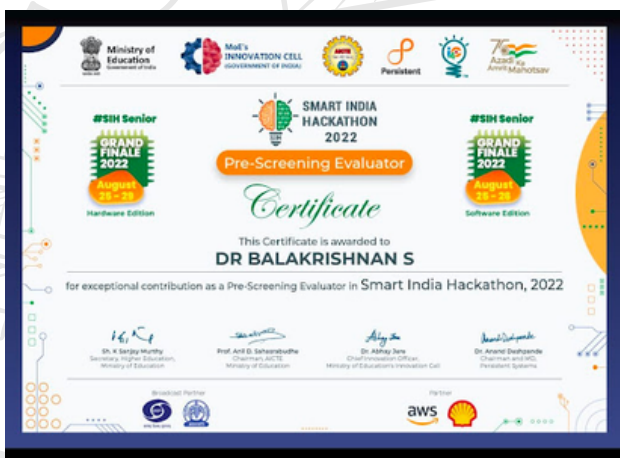 Ministry of
Education
Government of India
MoE's
INNOVATION CELL
(GOVERNMENT OF INDIA)
AICTE
Persistent
Azadi Ka
Amrit Mahotsav
#SIH Senior
GRAND
FINALE
2022
August
25 - 29
Hardware Edition
SMART INDIA
HACKATHON
2022
Pre-Screening Evaluator
Certificate
#SIH Senior
GRAND
FINALE
2022
August
25 - 26
Software Edition
This Certificate is awarded to
DR BALAKRISHNAN S
for exceptional contribution as a Pre-Screening Evaluator in Smart India Hackathon, 2022
Sh. K Sanjay Murthy
Secretary, Higher Education,
Ministry of Education
Prof. Anil D. Sahasrabudhe
Chairman, AICTE
Ministry of Education
Dr. Abhay Jere
Chief Innovation Officer,
Ministry of Education's Innovation Cell
Dr. Anand Deshpande
Chairman and MD,
Persistent Systems
Broadcast Partner
Partner
aws